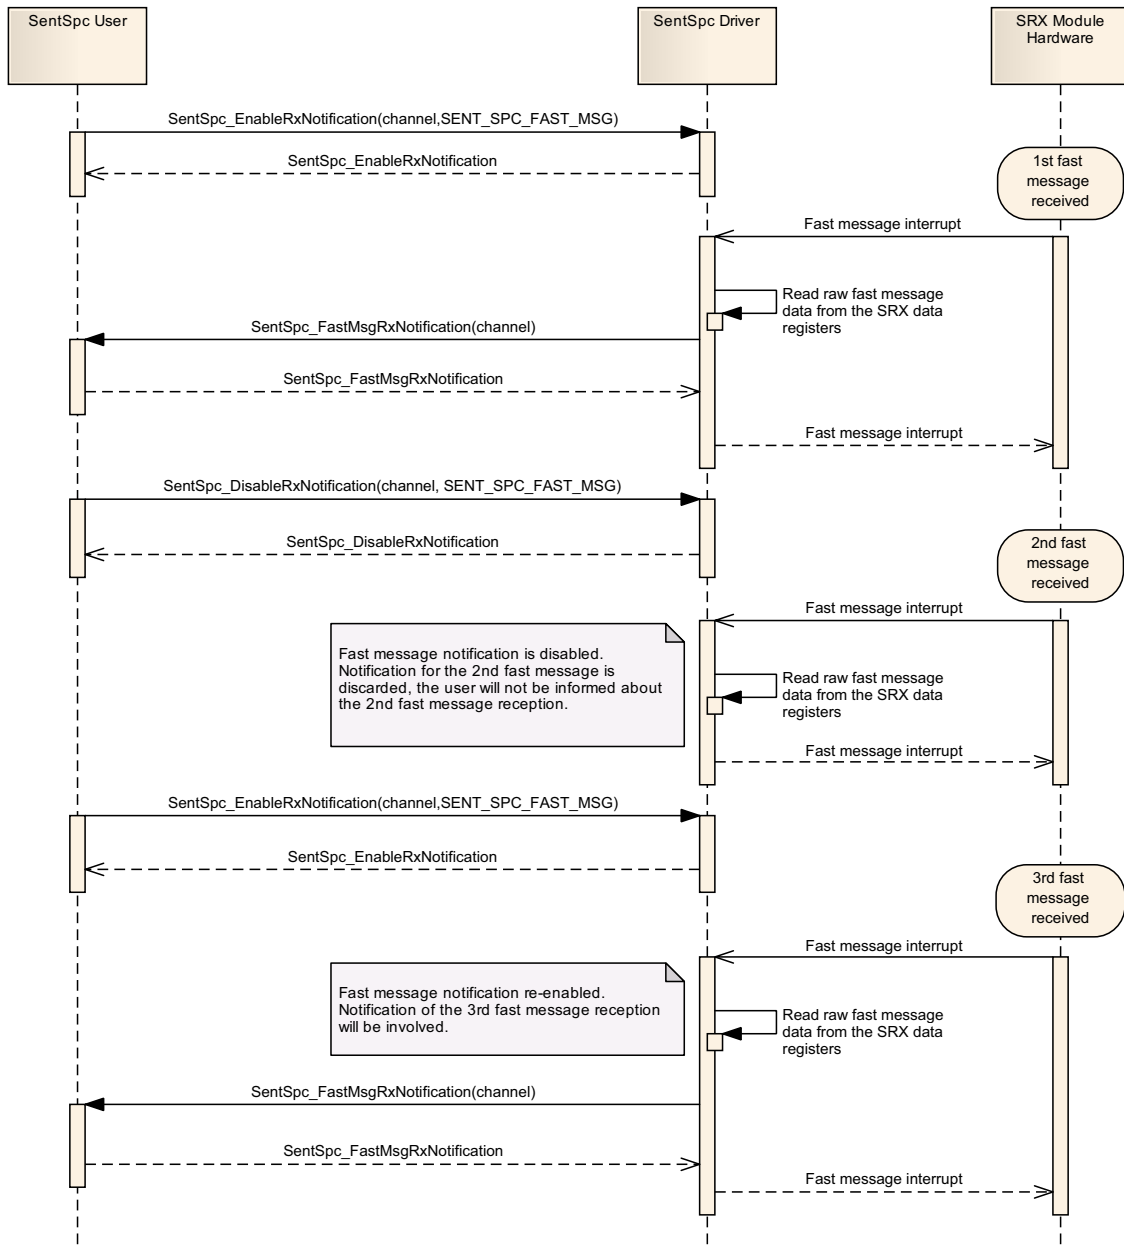 SentSpc User
SentSpc Driver
SRX Module
Hardware
SentSpc_EnableRxNotification(channel,SENT_SPC_FAST_MSG)
SentSpc_EnableRxNotification
1st fast
message
received
Fast message interrupt
Read raw fast message
data from the SRX data
registers
SentSpc_FastMsgRxNotification(channel)
SentSpc_FastMsgRxNotification
Fast message interrupt
SentSpc_DisableRxNotification(channel, SENT_SPC_FAST_MSG)
SentSpc_DisableRxNotification
2nd fast
message
received
Fast message interrupt
Fast message notification is disabled.
Notification for the 2nd fast message is
discarded, the user will not be informed about
the 2nd fast message reception.
Read raw fast message
data from the SRX data
registers
Fast message interrupt
SentSpc_EnableRxNotification(channel,SENT_SPC_FAST_MSG)
SentSpc_EnableRxNotification
3rd fast
message
received
Fast message interrupt
Fast message notification re-enabled.
Notification of the 3rd fast message reception
will be involved.
Read raw fast message
data from the SRX data
registers
SentSpc_FastMsgRxNotification(channel)
SentSpc_FastMsgRxNotification
Fast message interrupt